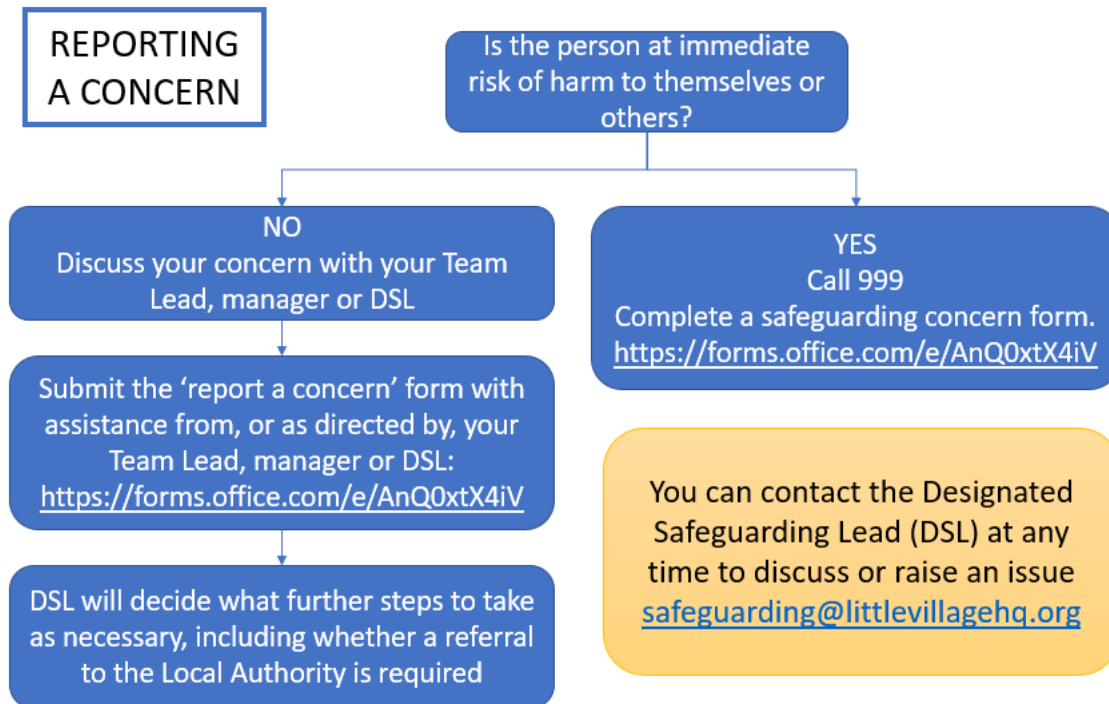 REPORTING
A CONCERN
Is the person at immediate
risk of harm to themselves or
others?
NO
Discuss your concern with your Team
Lead, manager or DSL
Submit the ‘report a concern’ form with
assistance from, or as directed by, your
Team Lead, manager or DSL:
https://forms.office.com/e/AnQ0xtX4iV
DSL will decide what further steps to take
as necessary, including whether a referral
to the Local Authority is required
YES
Call 999
Complete a safeguarding concern form.
https://forms.office.com/e/AnQ0xtX4iV
You can contact the Designated
Safeguarding Lead (DSL) at any
time to discuss or raise an issue
safeguarding@littlevillagehq.org